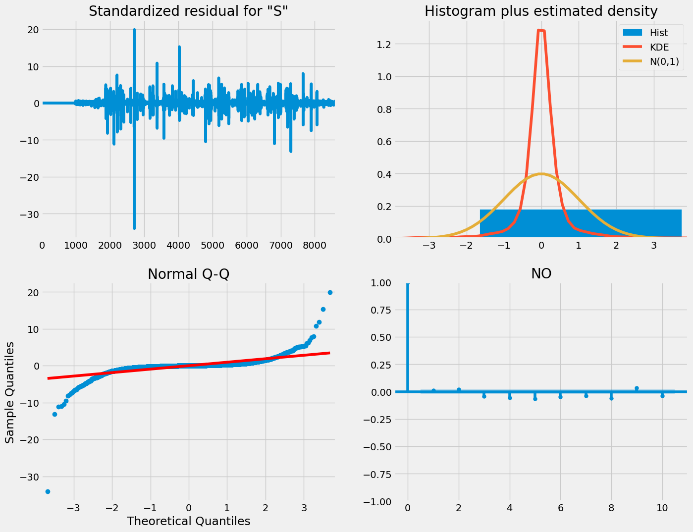 Standardized residual for "S"
20
10
0
−10
−20
−30
0 1000 2000 3000 4000 5000 6000 7000 8000
Histogram plus estimated density
Hist
KDE
N(0,1)
1.2
1.0
0.8
0.6
0.4
0.2
0.0
−3 −2 −1 0 1 2 3
Normal Q-Q
Sample Quantiles
20
10
0
−10
−20
−30
−3 −2 −1 0 1 2 3
Theoretical Quantiles
NO
1.00
0.75
0.50
0.25
0.00
−0.25
−0.50
−0.75
−1.00
0 2 4 6 8 10